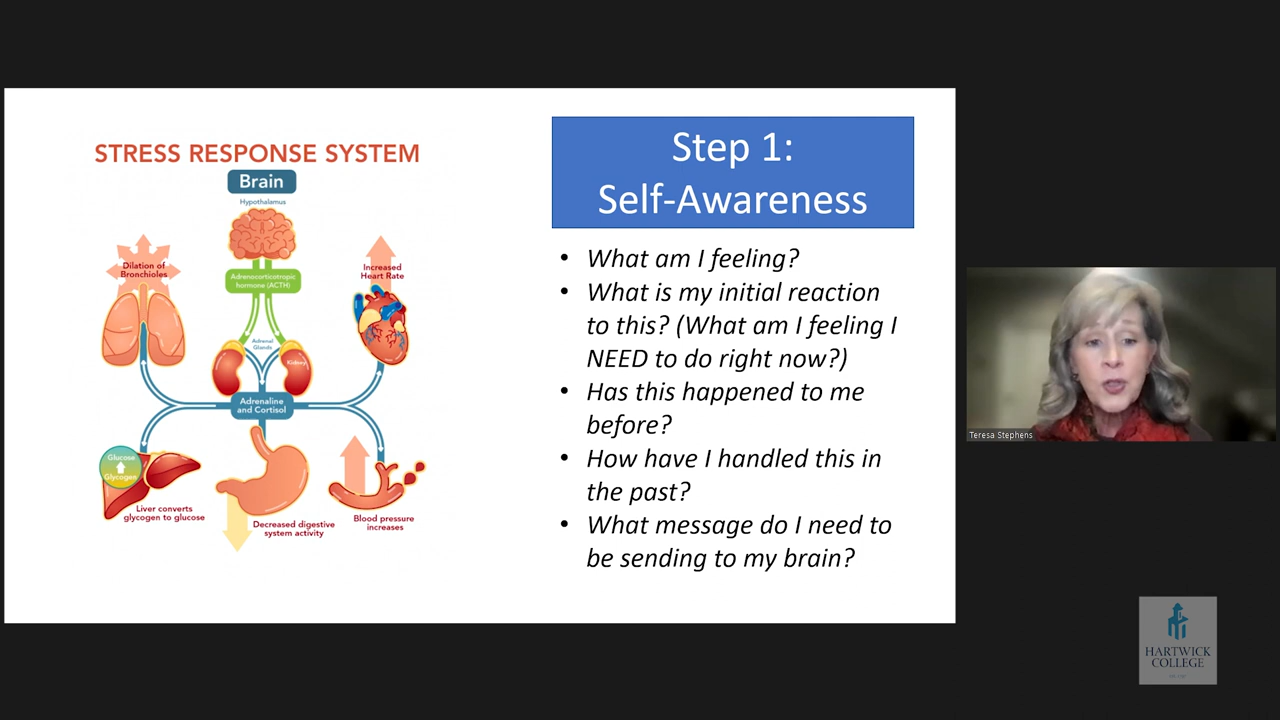 STRESS RESPONSE SYSTEM
Brain
Hypothalamus
Dilation of
Bronchioles
Adrenocorticotropic
hormone (ACTH)
Increased
Heart Rate
Adrenal
Glands
Kidney
Adrenaline
and Cortisol
Glucose
Glycogen
Liver converts
glycogen to glucose
Decreased digestive
system activity
Blood pressure
increases
Step 1:
Self-Awareness
• What am I feeling?
• What is my initial reaction
to this? (What am I feeling I
NEED to do right now?)
• Has this happened to me
before?
• How have I handled this in
the past?
• What message do I need to
be sending to my brain?
Teresa Stephens
HARTWICK
COLLEGE